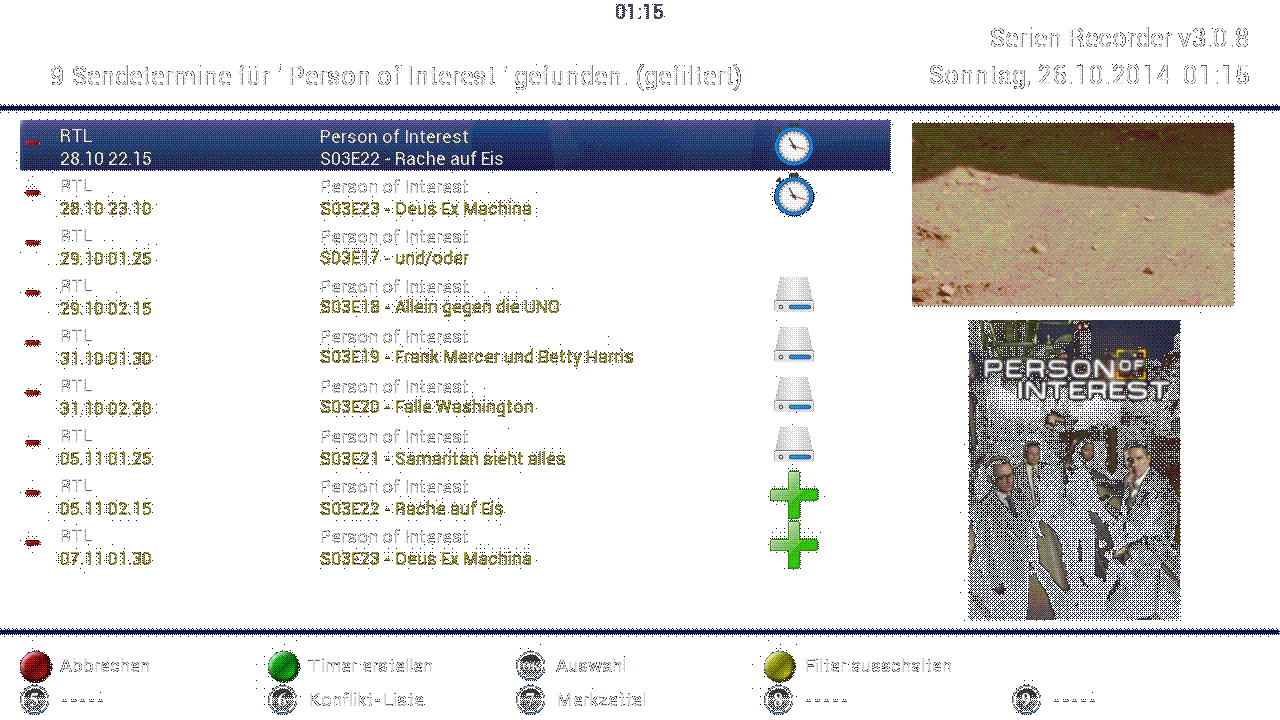 01:15
Serien Recorder v3.0.8
9 Sendetermine für ' Person of Interest ' gefunden. (gefiltert)
Sonntag, 26.10.2014 01:15
RTL Person of Interest
28.10 22.15 S03E22 - Rache auf Eis
RTL Person of Interest
28.10 23.10 S03E23 - Deus Ex Machina
RTL Person of Interest
29.10 01.25 S03E17 - und/oder
RTL Person of Interest
29.10 02.15 S03E18 - Allein gegen die UNO
RTL Person of Interest
31.10 01.30 S03E19 - Frank Mercer und Betty Harris
RTL Person of Interest
31.10 02.20 S03E20 - Falle Washington
RTL Person of Interest
05.11 01.25 S03E21 - Samaritan sieht alles
RTL Person of Interest
05.11 02.15 S03E22 - Rache auf Eis
RTL Person of Interest
07.11 01.30 S03E23 - Deus Ex Machina
PERSON OF
INTEREST
Abbrechen Timer erstellen Auswahl Filter ausschalten
5 ----- 6 Konflikt-Liste 7 Merkzettel 8 ----- 9 -----